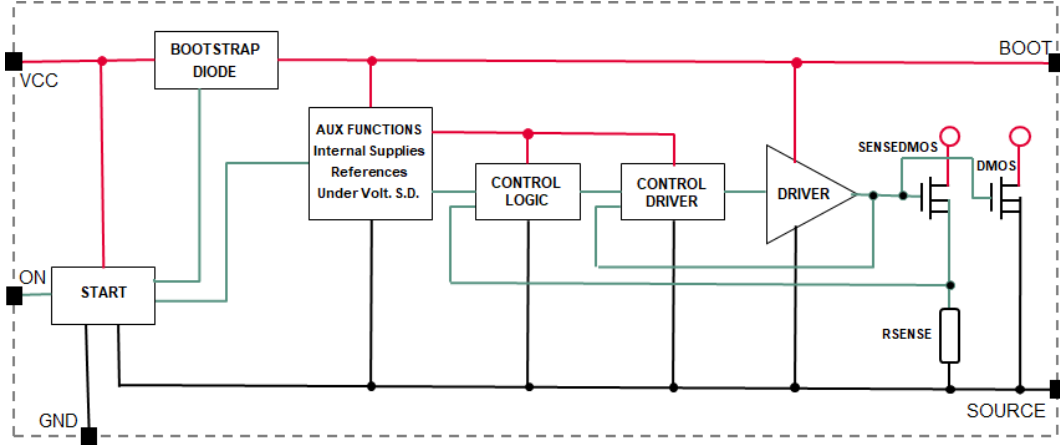 BOOTSTRAP
DIODE
BOOT
VCC
AUX FUNCTIONS
Internal Supplies
References
Under Volt. S.D.
SENSEDMOS
DMOS
CONTROL
LOGIC
CONTROL
DRIVER
DRIVER
ON
START
RSENSE
GND
SOURCE